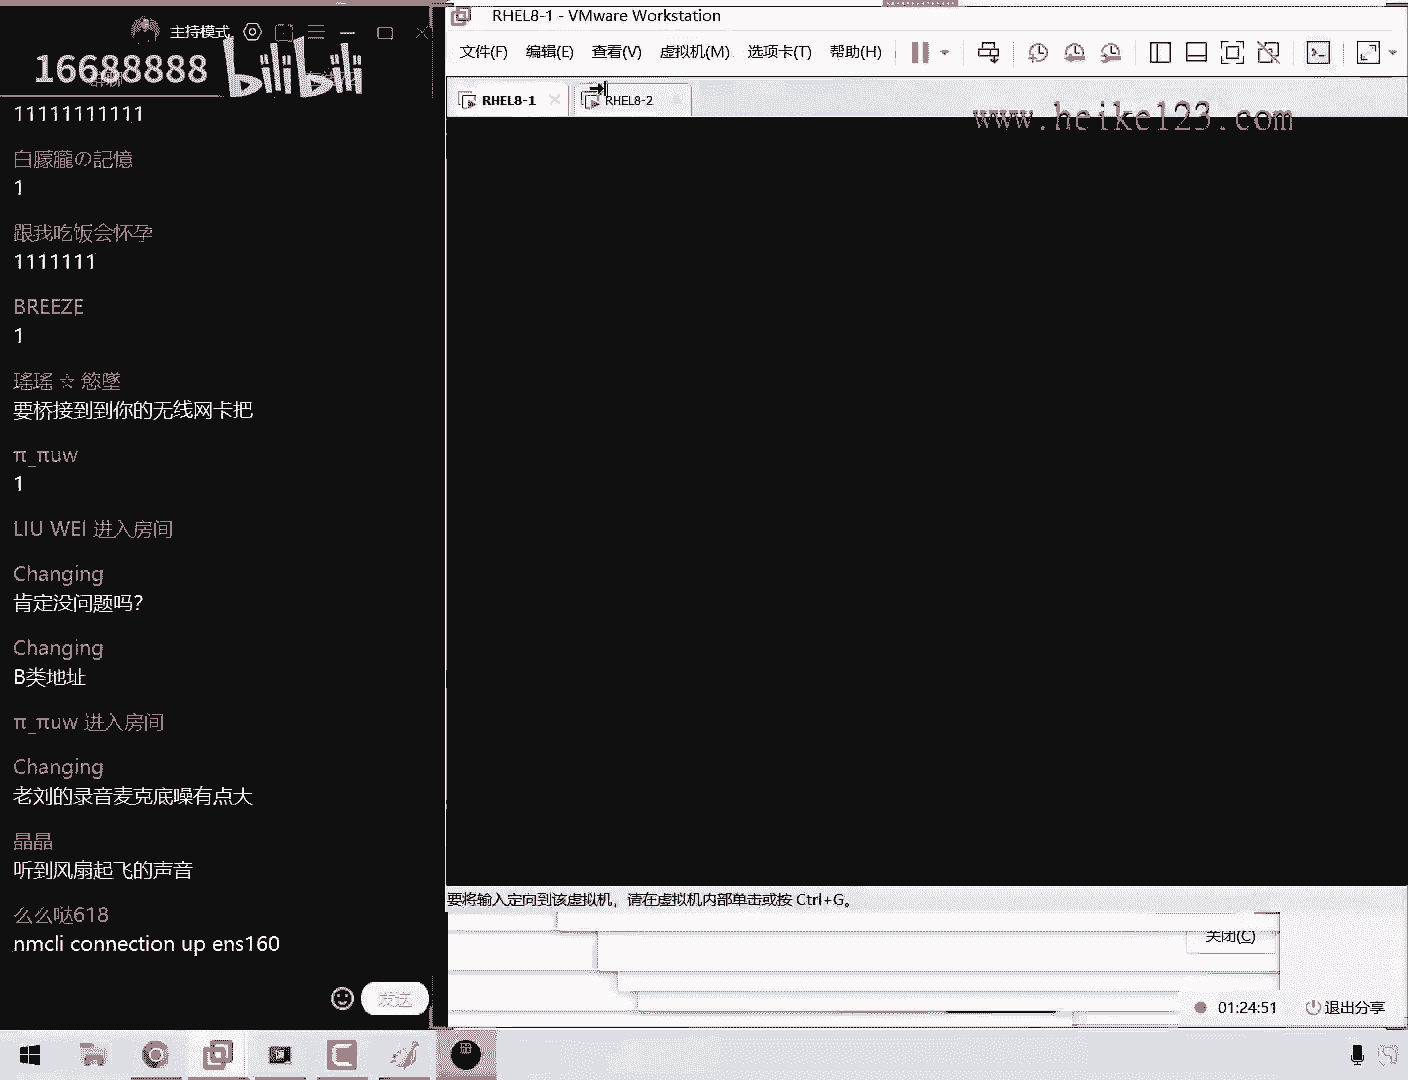 主持模式
16688888
bilibili
11111111111
白朦朧の記憶
1
跟我吃饭会怀孕
1111111
BREEZE
1
瑤瑤 ☆ 慾墜
要桥接到到你的无线网卡把
π_πuw
1
LIU WEI 进入房间
Changing
肯定没问题吗?
Changing
B类地址
π_πuw 进入房间
Changing
老刘的录音麦克底噪有点大
晶晶
听到风扇起飞的声音
么么哒618
nmcli connection up ens160
发送
RHEL8-1 - VMware Workstation
文件(F) 编辑(E) 查看(V) 虚拟机(M) 选项卡(T) 帮助(H)
RHEL8-1
RHEL8-2
www.heike123.com
要将输入定向到该虚拟机，请在虚拟机内部单击或按 Ctrl+G。
关闭(C)
01:24:51
退出分享